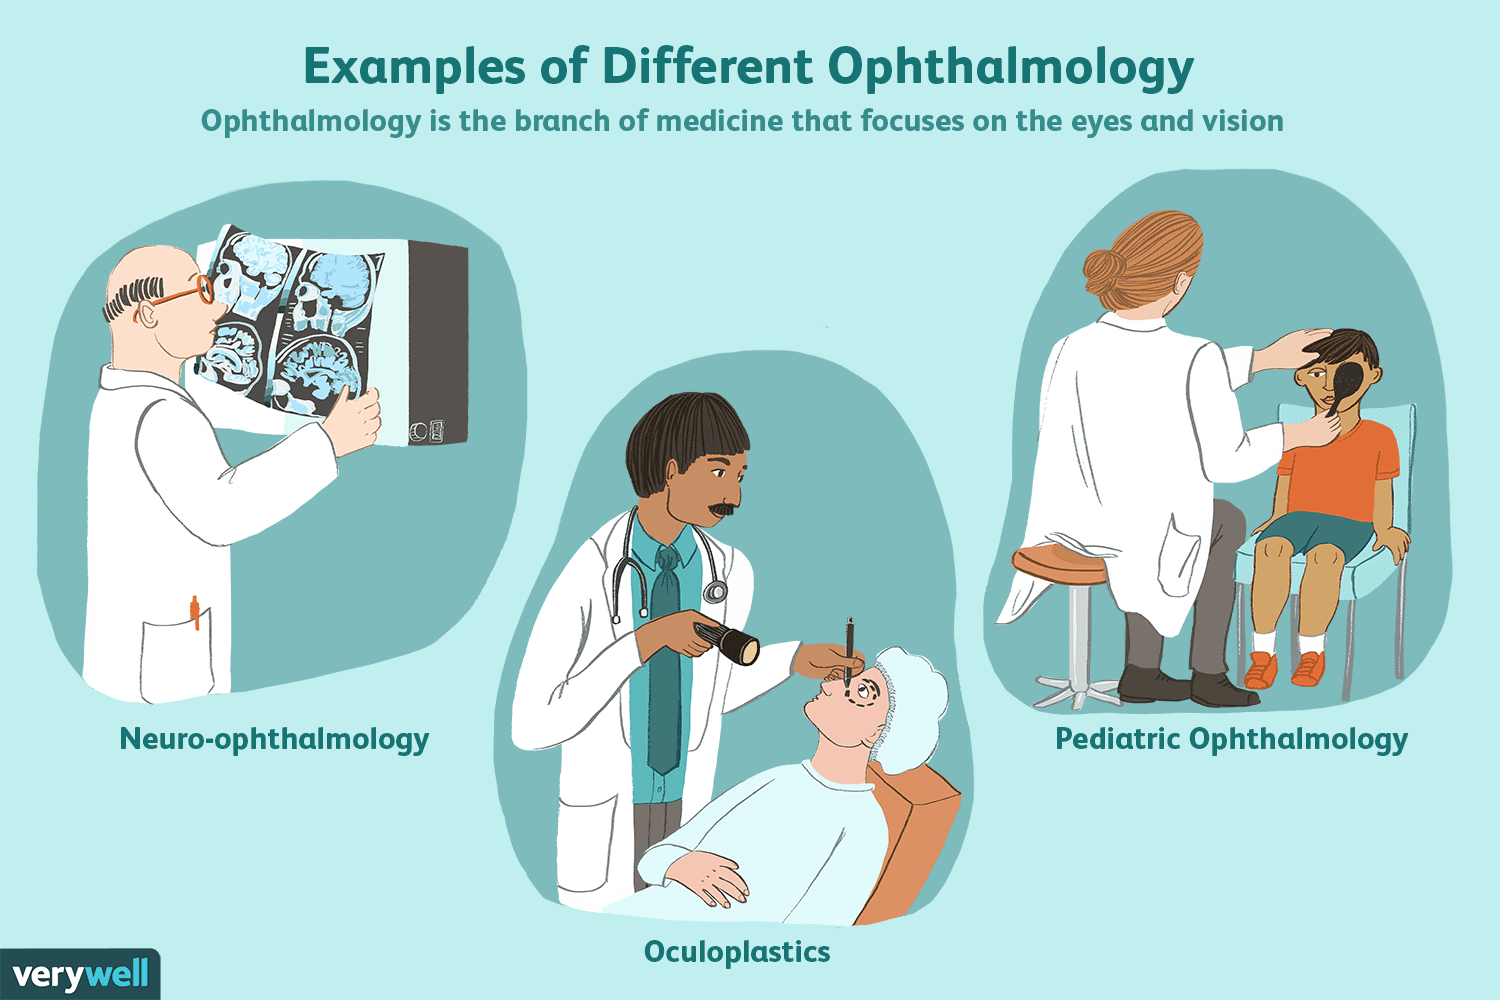 Examples of Different Ophthalmology
Ophthalmology is the branch of medicine that focuses on the eyes and vision
Neuro-ophthalmology
Pediatric Ophthalmology
Oculoplastics
verywell